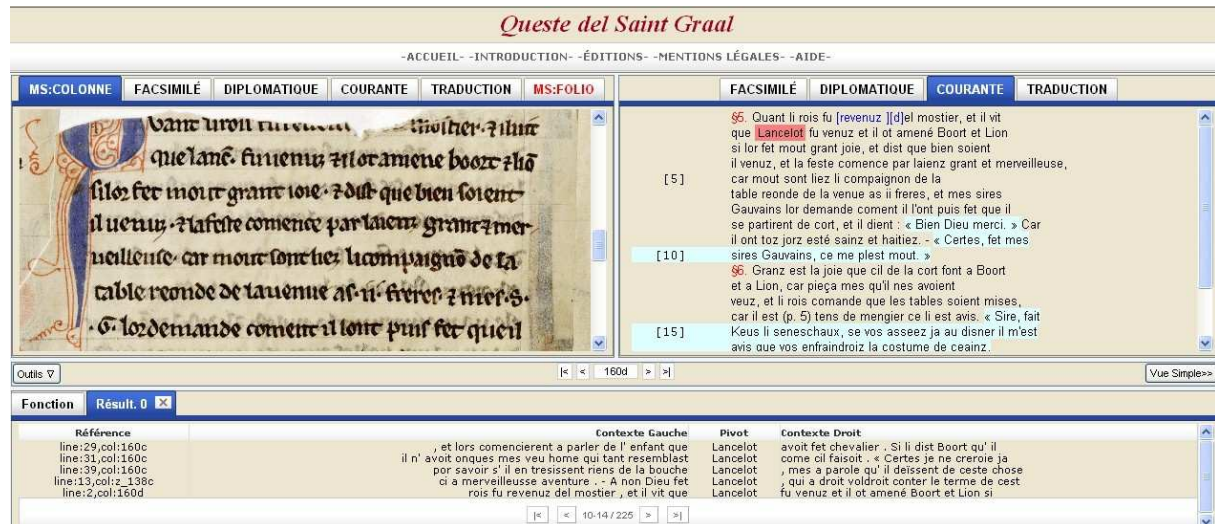 Queste del Saint Graal
-ACCUEIL- -INTRODUCTION- -ÉDITIONS- -MENTIONS LÉGALES- -AIDE-
MS:COLONNE FACSIMILÉ DIPLOMATIQUE COURANTE TRADUCTION MS:FOLIO
que lanc̃. fu uenuz ⁊ il ot amene boort ⁊ liõ
si lor fet mout grant ioie. ⁊ dist que bien soient
il uenuz. ⁊ la feste comence par laienz grant ⁊ mer-
ueilleuse. car mout sont liez li compaignõ de la
table reonde de la uenue as .ii. freres. ⁊ mes .s.
.G. lor demande coment il lont puis fet que il
FACSIMILÉ DIPLOMATIQUE COURANTE TRADUCTION
§5. Quant li rois fu [revenuz ][d]el mostier, et il vit
que Lancelot fu venuz et il ot amené Boort et Lion
si lor fet mout grant joie, et dist que bien soient
il venuz, et la feste comence par laienz grant et merveilleuse,
[5] car mout sont liez li compaignon de la
table reonde de la venue as ii freres, et mes sires
Gauvains lor demande coment il l'ont puis fet que il
se partirent de cort, et il dient : « Bien Dieu merci. » Car
il ont toz jorz esté sainz et haitiez. - « Certes, fet mes
[10] sires Gauvains, ce me plest mout. »
§6. Granz est la joie que cil de la cort font a Boort
et a Lion, car pieça mes qu'il nes avoient
veuz, et li rois comande que les tables soient mises,
car il est (p. 5) tens de mengier ce li est avis. « Sire, fait
[15] Keus li seneschaux, se vos asseez ja au disner il m'est
avis que vos enfraindroiz la costume de ceainz.
Outils ∇ |< < 160d > >| Vue Simple>>
Fonction Résult. 0 X
Référence Contexte Gauche Pivot Contexte Droit
line:29,col:160c , et lors comencierent a parler de l' enfant que Lancelot avoit fet chevalier . Si li dist Boort qu' il
line:31,col:160c il n' avoit onques mes veu home qui tant resemblast Lancelot come cil faisoit . « Certes je ne creroie ja
line:39,col:160c por savoir s' il en tresissent riens de la bouche Lancelot , mes a parole qu' il deïssent de ceste chose
line:13,col:z_138c ci a merveilleusse aventure . - A non Dieu fet Lancelot , qui a droit voldroit conter le terme de cest
line:2,col:160d rois fu revenuz del mostier , et il vit que Lancelot fu venuz et il ot amené Boort et Lion si
|< < 10-14 / 225 > >|